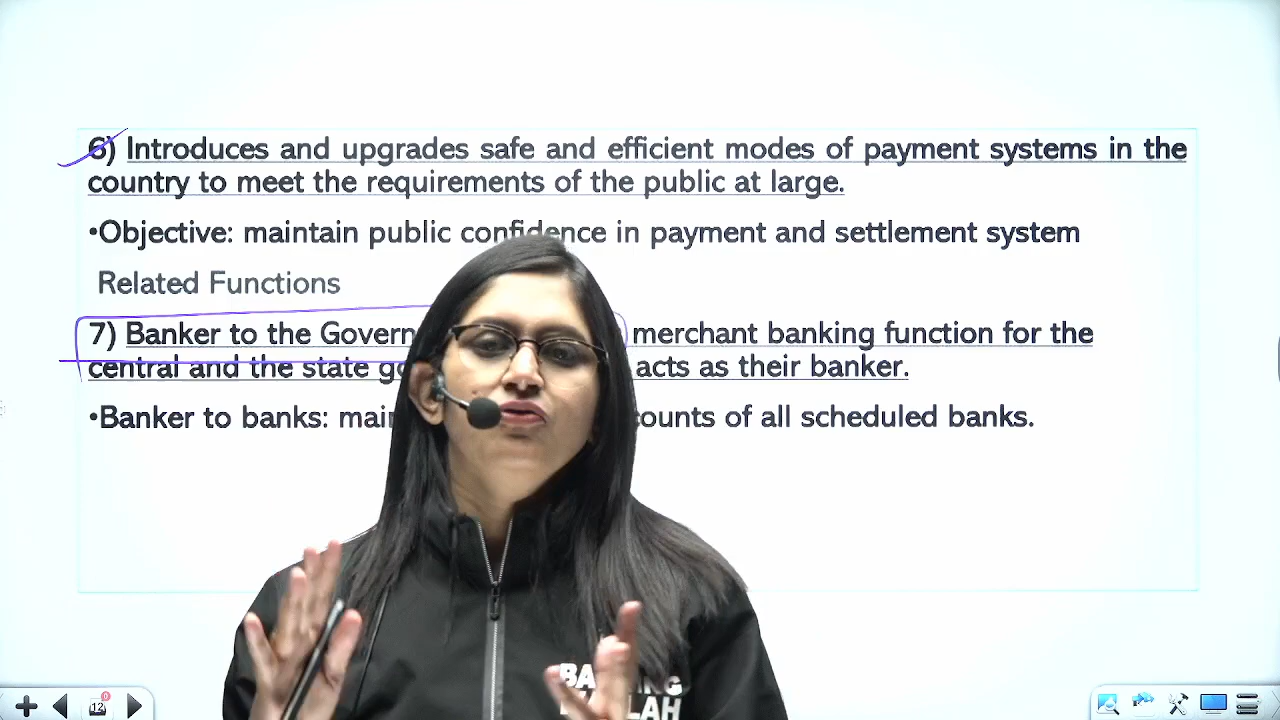 6) Introduces and upgrades safe and efficient modes of payment systems in the
country to meet the requirements of the public at large.
•Objective: maintain public confidence in payment and settlement system
Related Functions
7) Banker to the merchant banking function for the
central and the state acts as their banker.
•Banker to banks: of all scheduled banks.
12